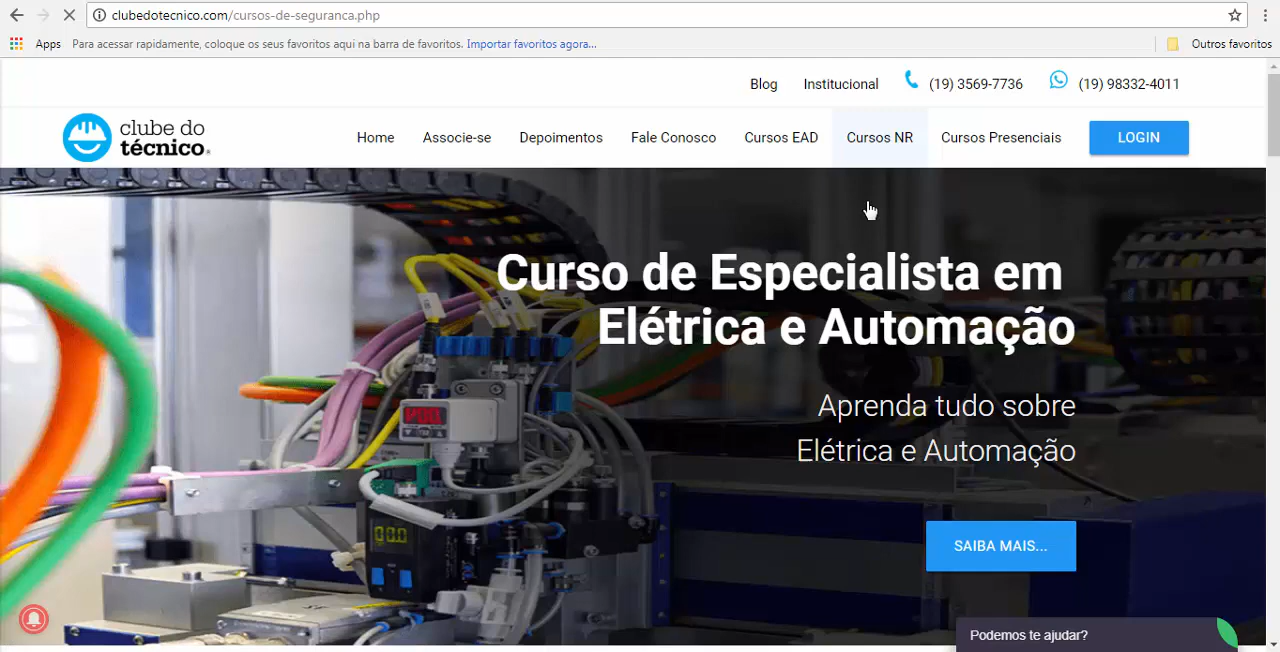 clubedotecnico.com/cursos-de-seguranca.php
Apps Para acessar rapidamente, coloque os seus favoritos aqui na barra de favoritos. Importar favoritos agora... Outros favoritos
Blog Institucional (19) 3569-7736 (19) 98332-4011
clube do
técnico
Home Associe-se Depoimentos Fale Conosco Cursos EAD Cursos NR Cursos Presenciais LOGIN
Curso de Especialista em
Elétrica e Automação
Aprenda tudo sobre
Elétrica e Automação
SAIBA MAIS...
Podemos te ajudar?